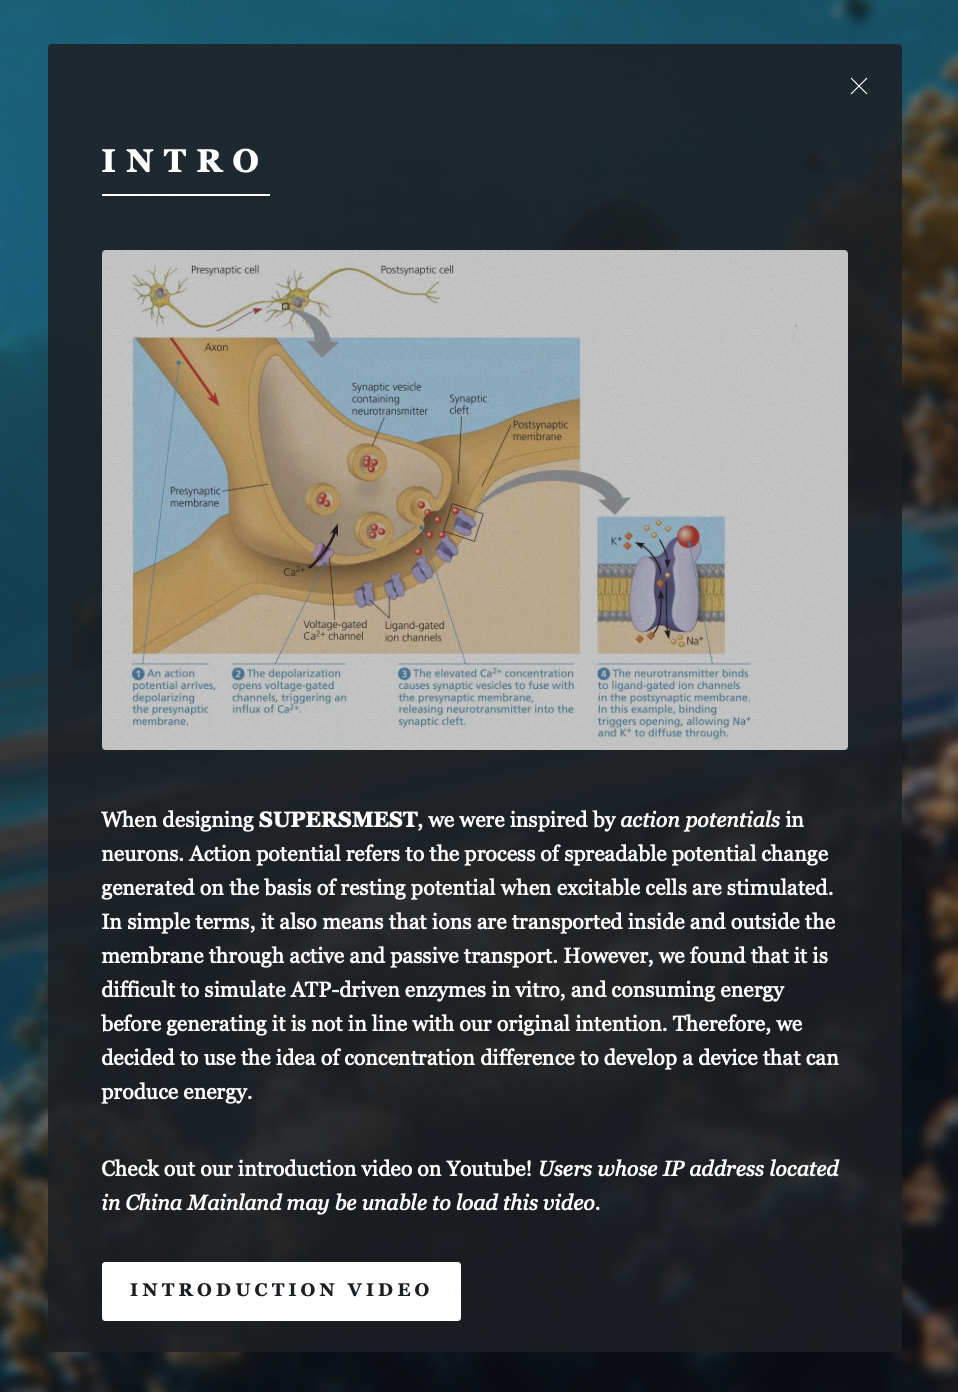 INTRO
Presynaptic cell
Postsynaptic cell
Axon
Synaptic vesicle
containing
neurotransmitter
Synaptic
cleft
Postsynaptic
membrane
Presynaptic
membrane
Ca2+
Voltage-gated
Ca2+ channel
Ligand-gated
ion channels
K+
Na+
1 An action
potential arrives,
depolarizing
the presynaptic
membrane.
2 The depolarization
opens voltage-gated
channels, triggering an
influx of Ca2+.
3 The elevated Ca2+ concentration
causes synaptic vesicles to fuse with
the presynaptic membrane,
releasing neurotransmitter into the
synaptic cleft.
4 The neurotransmitter binds
to ligand-gated ion channels
in the postsynaptic membrane.
In this example, binding
triggers opening, allowing Na+
and K+ to diffuse through.
When designing SUPERSMEST, we were inspired by action potentials in
neurons. Action potential refers to the process of spreadable potential change
generated on the basis of resting potential when excitable cells are stimulated.
In simple terms, it also means that ions are transported inside and outside the
membrane through active and passive transport. However, we found that it is
difficult to simulate ATP-driven enzymes in vitro, and consuming energy
before generating it is not in line with our original intention. Therefore, we
decided to use the idea of concentration difference to develop a device that can
produce energy.
Check out our introduction video on Youtube! Users whose IP address located
in China Mainland may be unable to load this video.
INTRODUCTION VIDEO